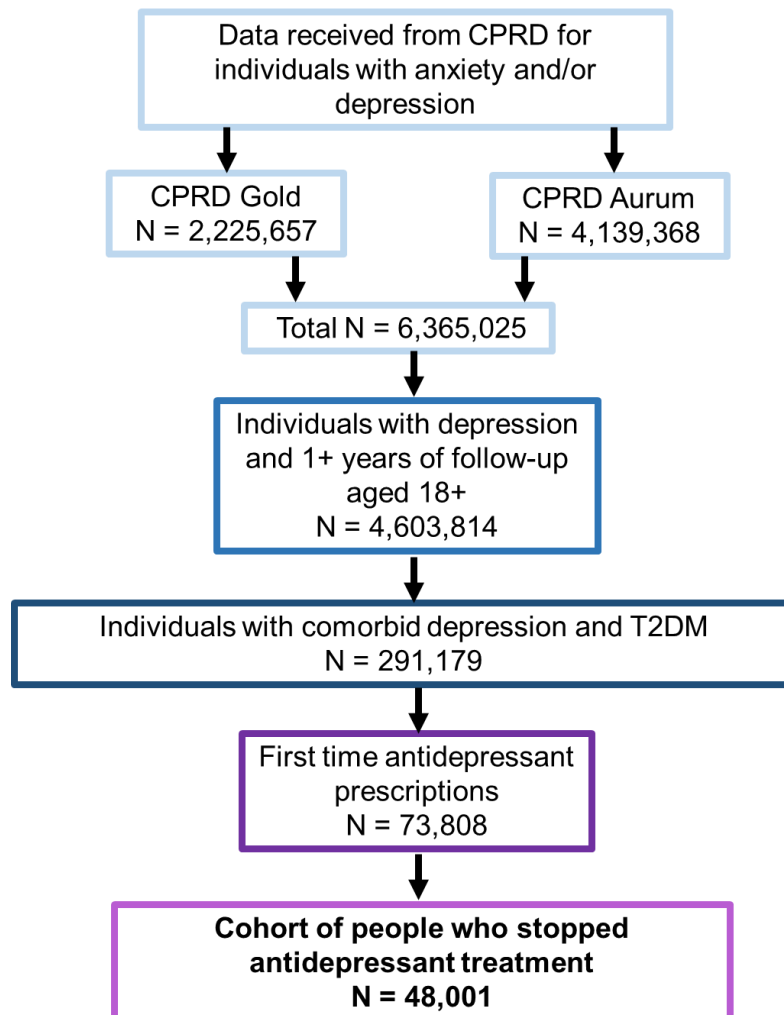 Data received from CPRD for
individuals with anxiety and/or
depression
CPRD Gold
N = 2,225,657
CPRD Aurum
N = 4,139,368
Total N = 6,365,025
Individuals with depression
and 1+ years of follow-up
aged 18+
N = 4,603,814
Individuals with comorbid depression and T2DM
N = 291,179
First time antidepressant
prescriptions
N = 73,808
Cohort of people who stopped
antidepressant treatment
N = 48,001